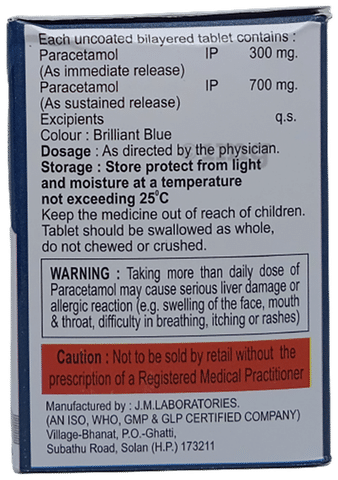 Each uncoated bilayered tablet contains :
Paracetamol IP 300 mg.
(As immediate release)
Paracetamol IP 700 mg.
(As sustained release)
Excipients q.s.
Colour : Brilliant Blue
Dosage : As directed by the physician.
Storage : Store protect from light
and moisture at a temperature
not exceeding 25°C
Keep the medicine out of reach of children.
Tablet should be swallowed as whole,
do not chewed or crushed.
WARNING : Taking more than daily dose of
Paracetamol may cause serious liver damage or
allergic reaction (e.g. swelling of the face, mouth
& throat, difficulty in breathing, itching or rashes)
Caution : Not to be sold by retail without the
prescription of a Registered Medical Practitioner
Manufactured by : J.M.LABORATORIES.
(AN ISO, WHO, GMP & GLP CERTIFIED COMPANY)
Village-Bhanat, P.O.-Ghatti,
Subathu Road, Solan (H.P.) 173211